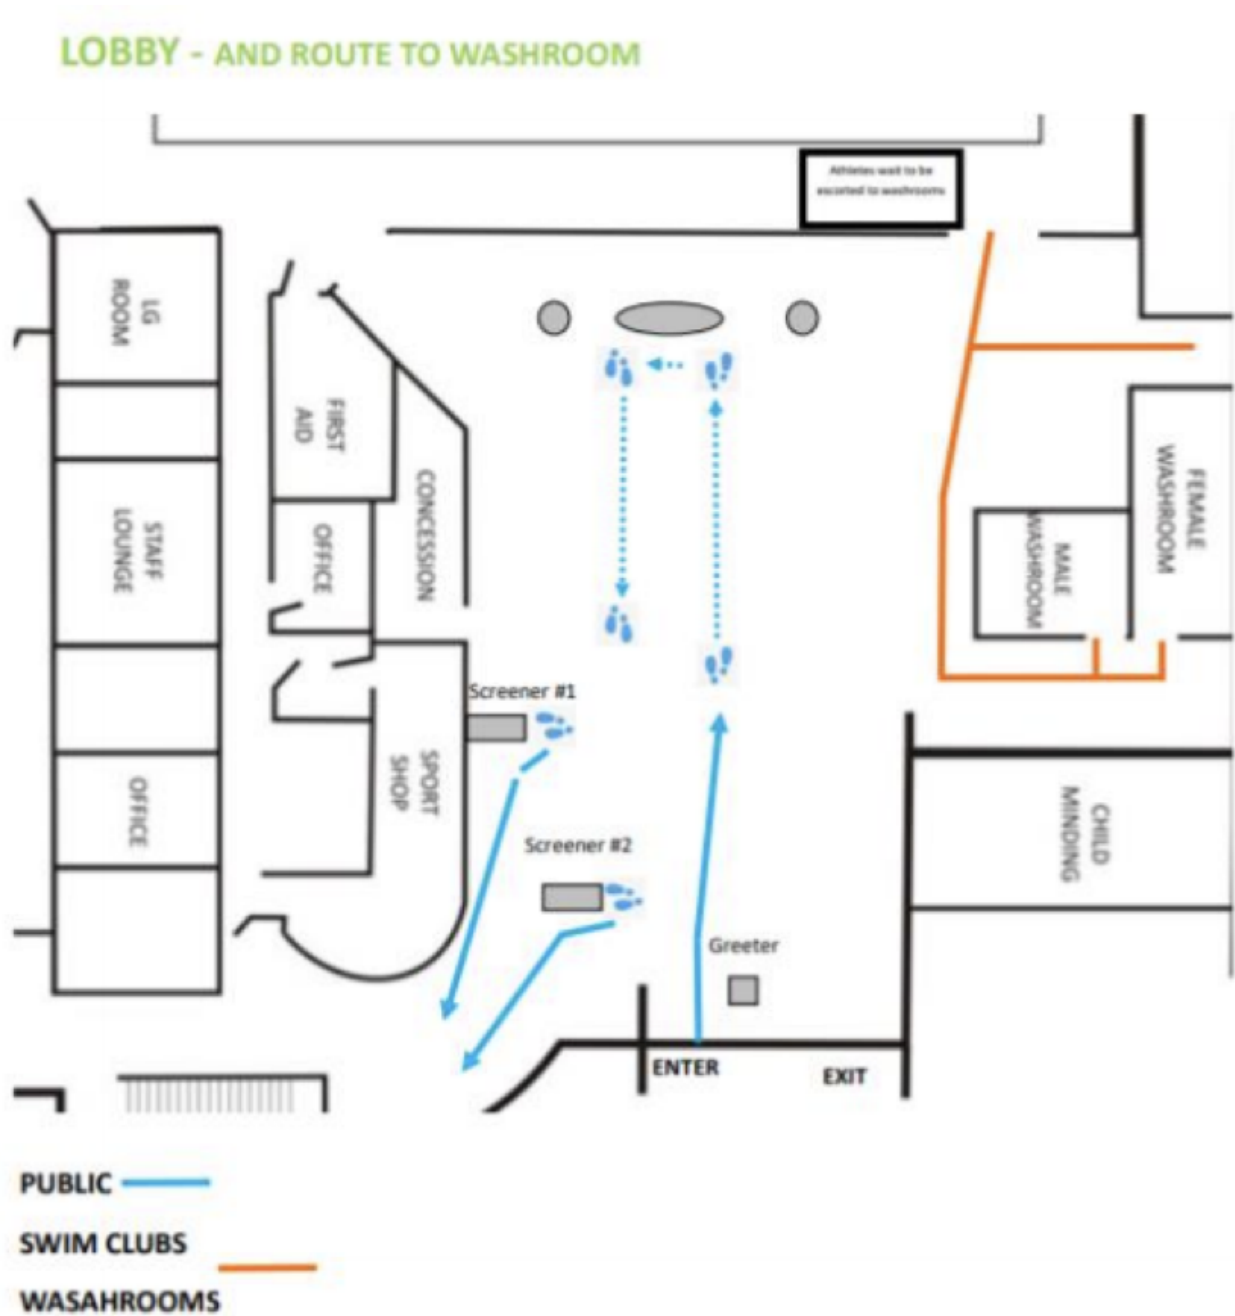 LOBBY - AND ROUTE TO WASHROOM
Athletes wait to be
escorted to washrooms
LG
ROOM
FIRST
AID
CONCESSION
OFFICE
STAFF
LOUNGE
FEMALE
WASHROOM
MALE
WASHROOM
Screener #1
SPORT
SHOP
OFFICE
Screener #2
CHILD
MINDING
Greeter
ENTER
EXIT
PUBLIC
SWIM CLUBS
WASAHROOMS